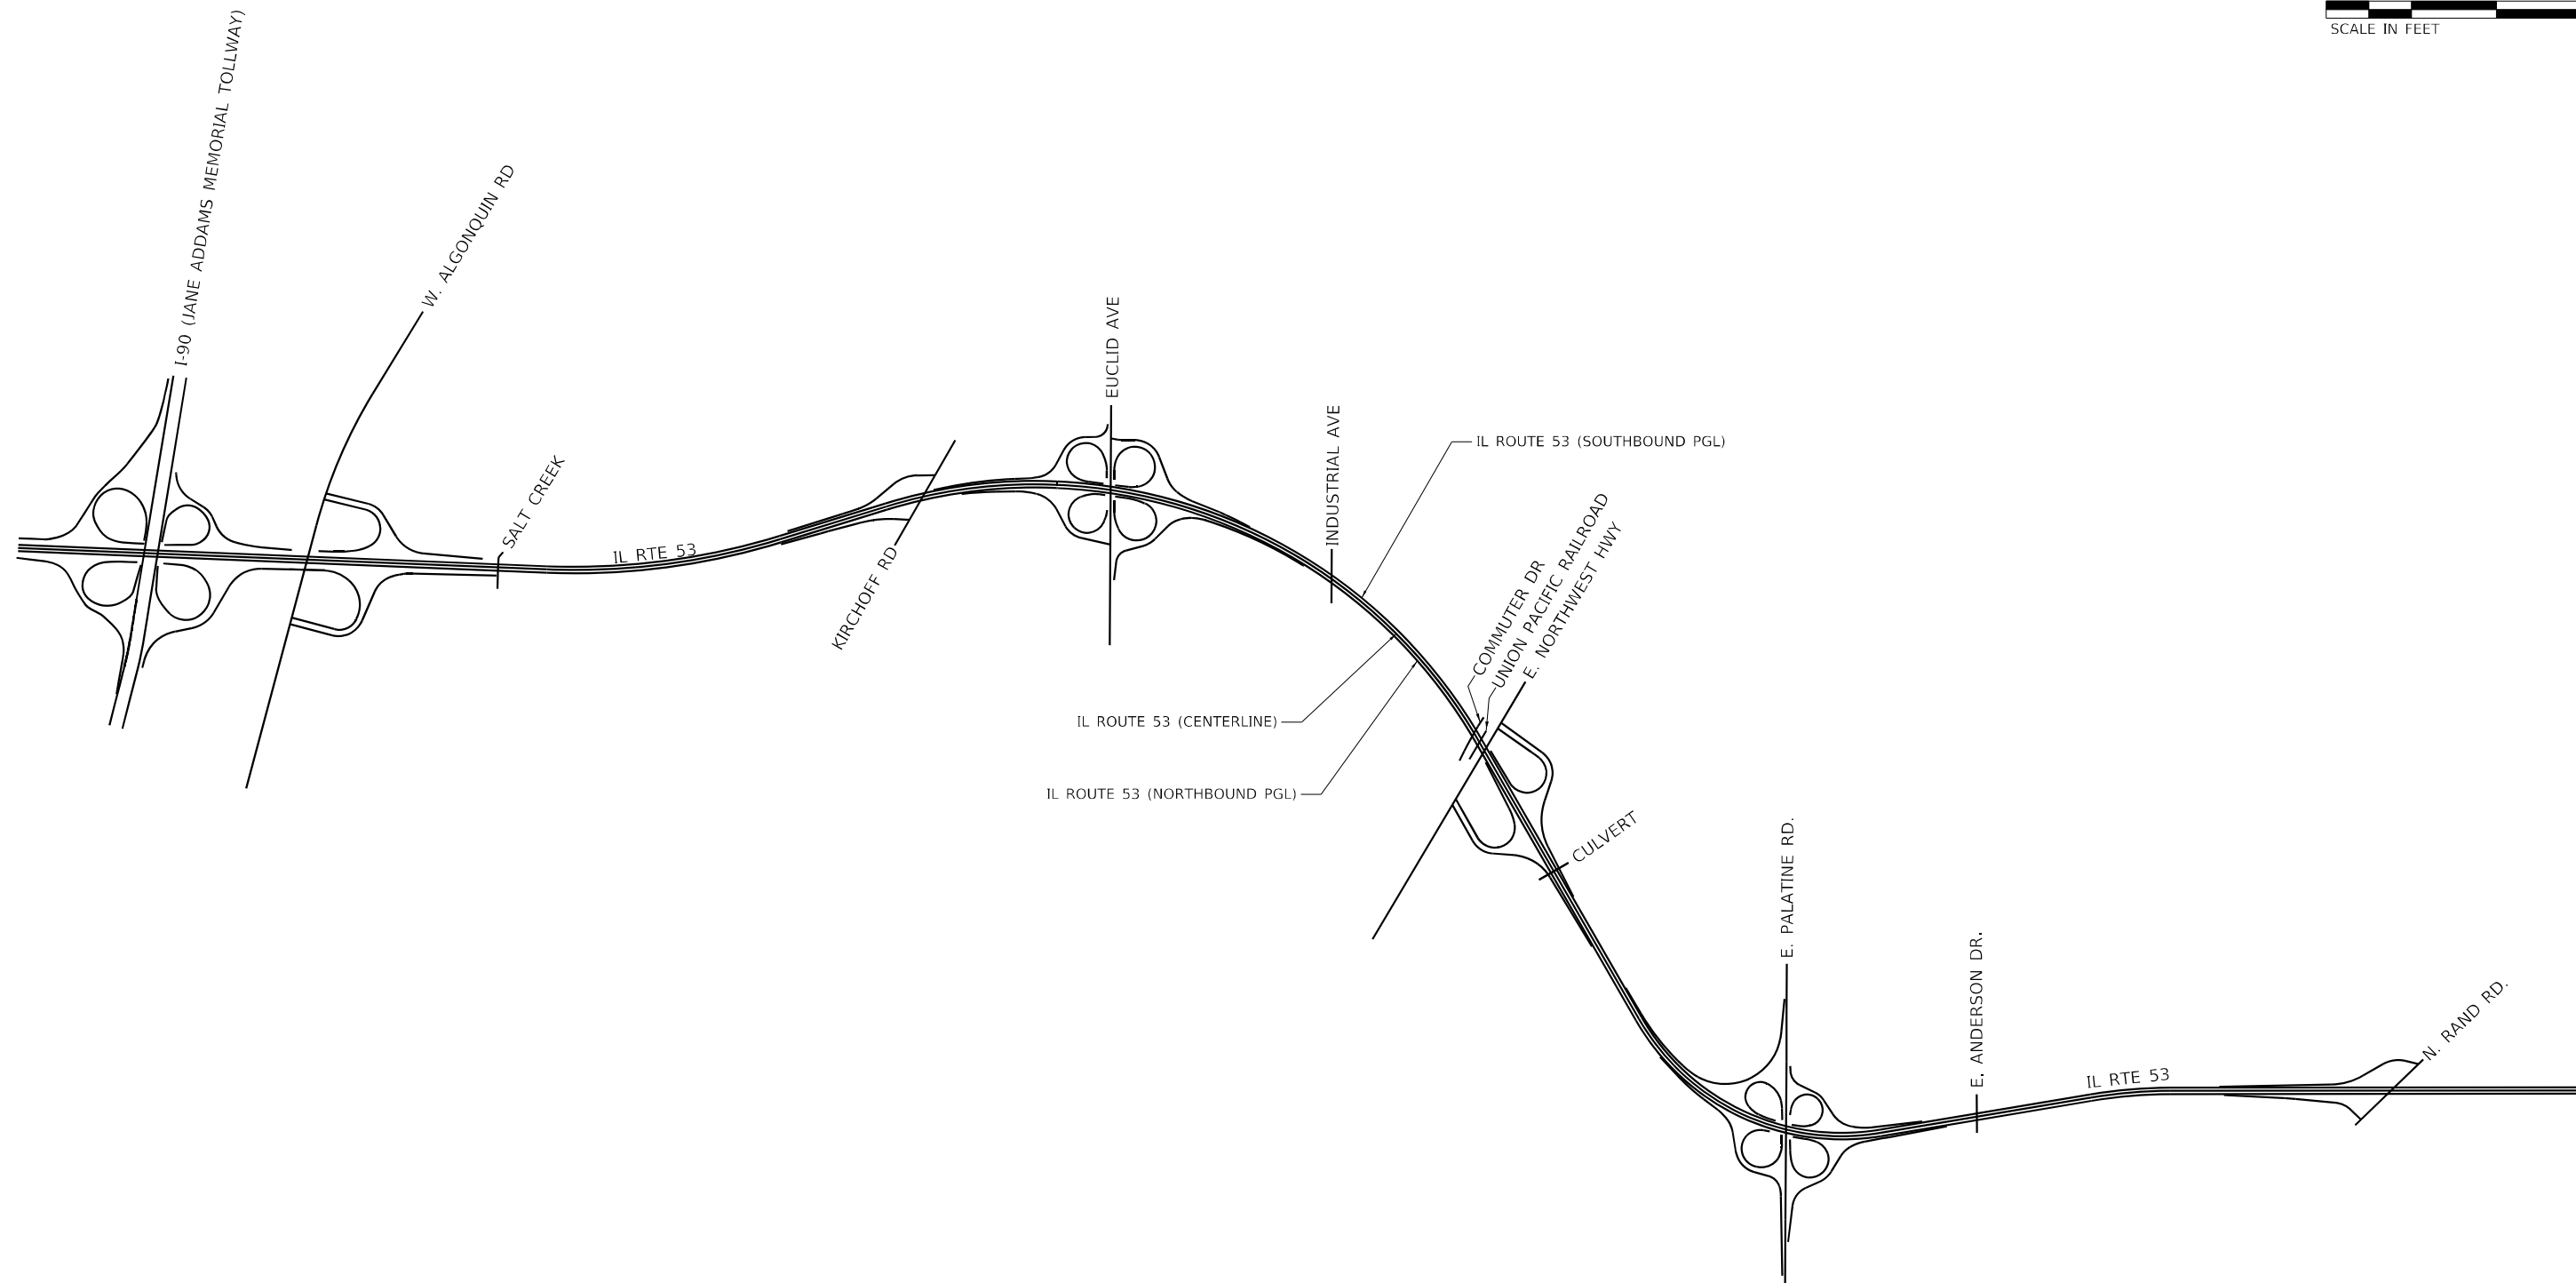 SCALE IN FEET
I-90 (JANE ADDAMS MEMORIAL TOLLWAY)
W. ALGONQUIN RD
SALT CREEK
IL RTE 53
KIRCHOFF RD
EUCLID AVE
INDUSTRIAL AVE
IL ROUTE 53 (SOUTHBOUND PGL)
IL ROUTE 53 (CENTERLINE)
IL ROUTE 53 (NORTHBOUND PGL)
COMMUTER DR
UNION PACIFIC RAILROAD
E. NORTHWEST HWY
CULVERT
E. PALATINE RD.
E. ANDERSON DR.
IL RTE 53
N. RAND RD.